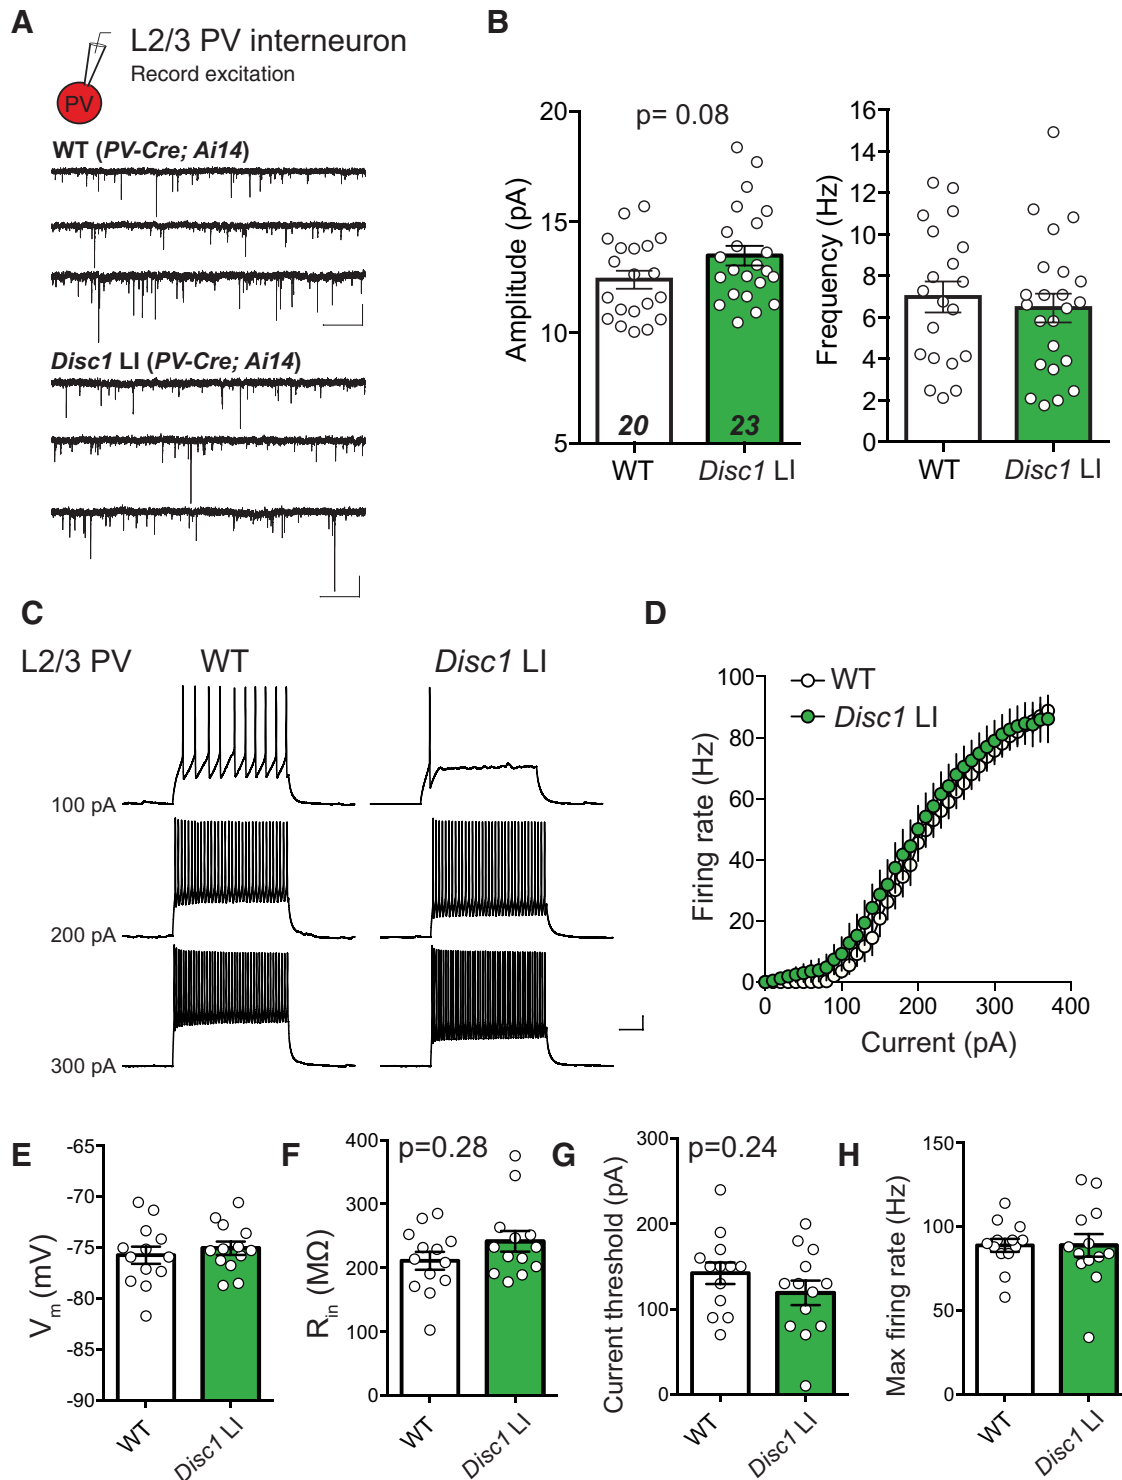 A
L2/3 PV interneuron
Record excitation
PV
WT (PV-Cre; Ai14)
Disc1 LI (PV-Cre; Ai14)
B
p= 0.08
Amplitude (pA)
20
15
10
5
20
23
WT
Disc1 LI
Frequency (Hz)
16
14
12
10
8
6
4
2
0
WT
Disc1 LI
C
L2/3 PV
WT
Disc1 LI
100 pA
200 pA
300 pA
D
WT
Disc1 LI
Firing rate (Hz)
100
80
60
40
20
0
0
100
200
300
400
Current (pA)
E
Vm (mV)
-65
-70
-75
-80
-85
-90
WT
Disc1 LI
F
p=0.28
Rin (MΩ)
400
300
200
100
0
WT
Disc1 LI
G
p=0.24
Current threshold (pA)
300
200
100
0
WT
Disc1 LI
H
Max firing rate (Hz)
150
100
50
0
WT
Disc1 LI